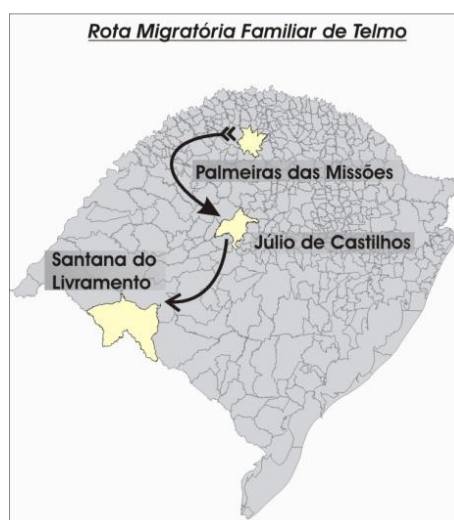 Rota Migratória Familiar de Telmo
Palmeiras das Missões
Júlio de Castilhos
Santana do
Livramento